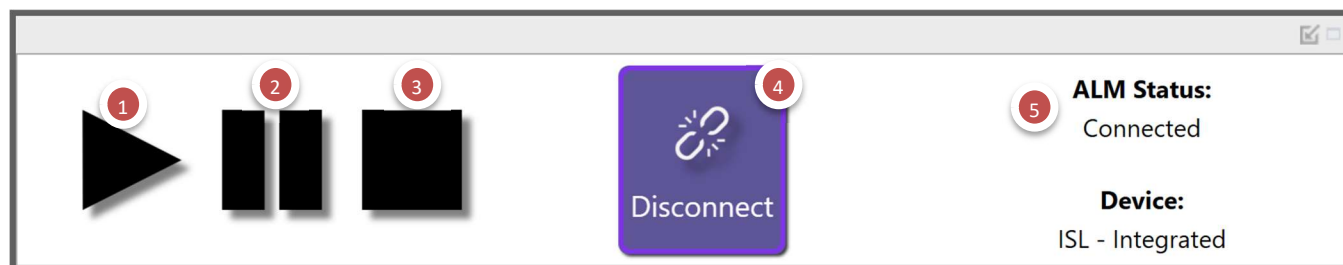 1
2
3
4
Disconnect
5
ALM Status:
Connected
Device:
ISL - Integrated